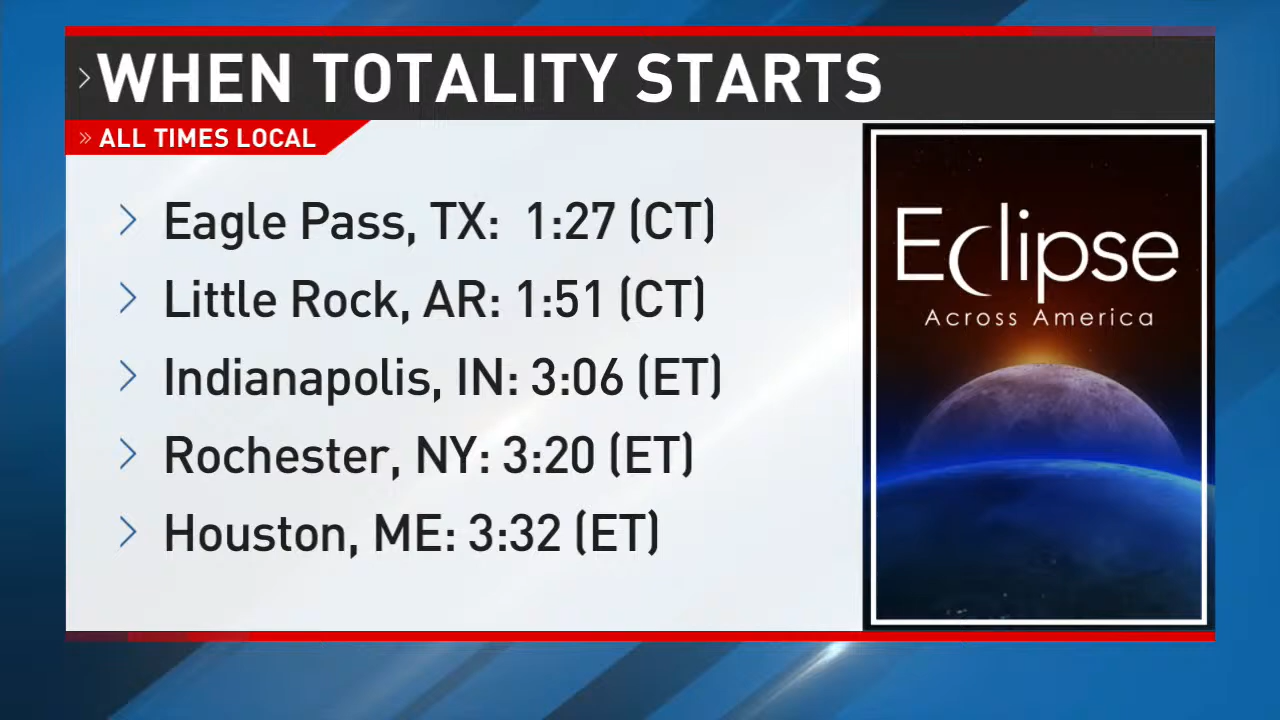 WHEN TOTALITY STARTS
ALL TIMES LOCAL
Eagle Pass, TX: 1:27 (CT)
Little Rock, AR: 1:51 (CT)
Indianapolis, IN: 3:06 (ET)
Rochester, NY: 3:20 (ET)
Houston, ME: 3:32 (ET)
Eclipse
Across America